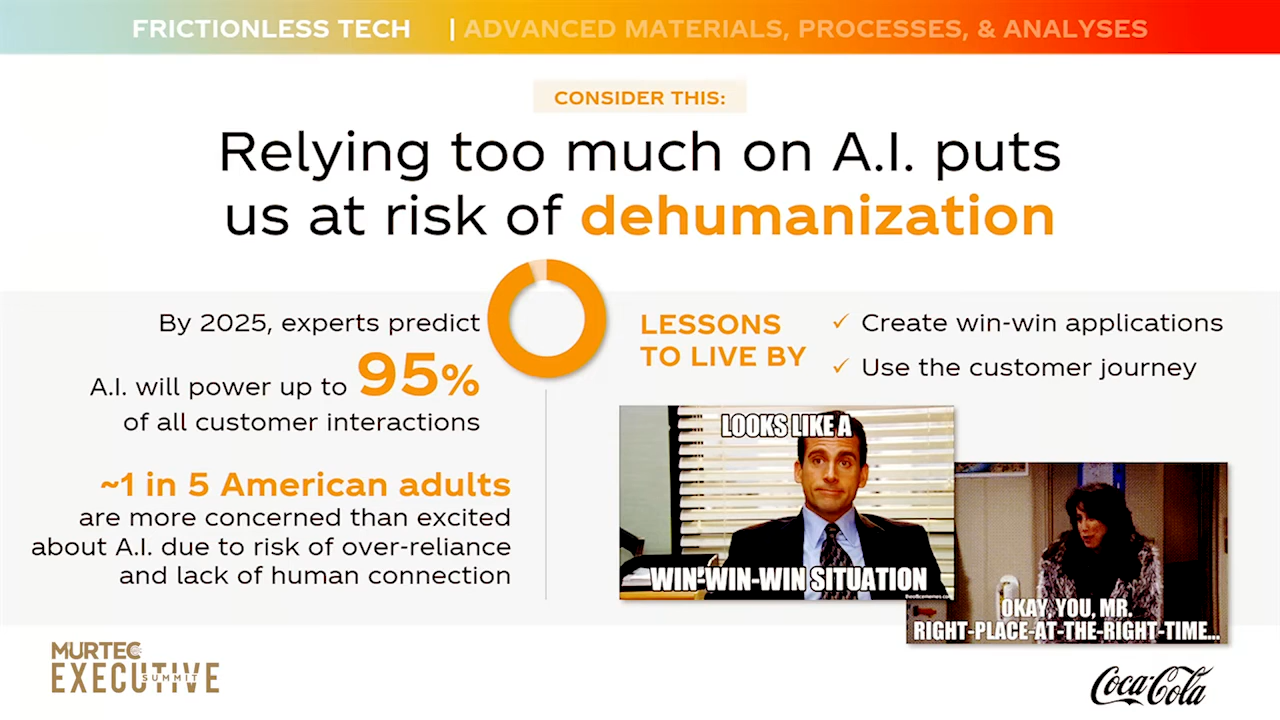 FRICTIONLESS TECH | ADVANCED MATERIALS, PROCESSES, & ANALYSES
CONSIDER THIS:
Relying too much on A.I. puts
us at risk of dehumanization
By 2025, experts predict
A.I. will power up to 95%
of all customer interactions
~1 in 5 American adults
are more concerned than excited
about A.I. due to risk of over-reliance
and lack of human connection
LESSONS
TO LIVE BY
✓ Create win-win applications
✓ Use the customer journey
LOOKS LIKE A
WIN-WIN-WIN SITUATION
theofficememes.com
OKAY, YOU, MR.
RIGHT-PLACE-AT-THE-RIGHT-TIME...
MURTEC
EXECUTIVE
SUMMIT
Coca-Cola